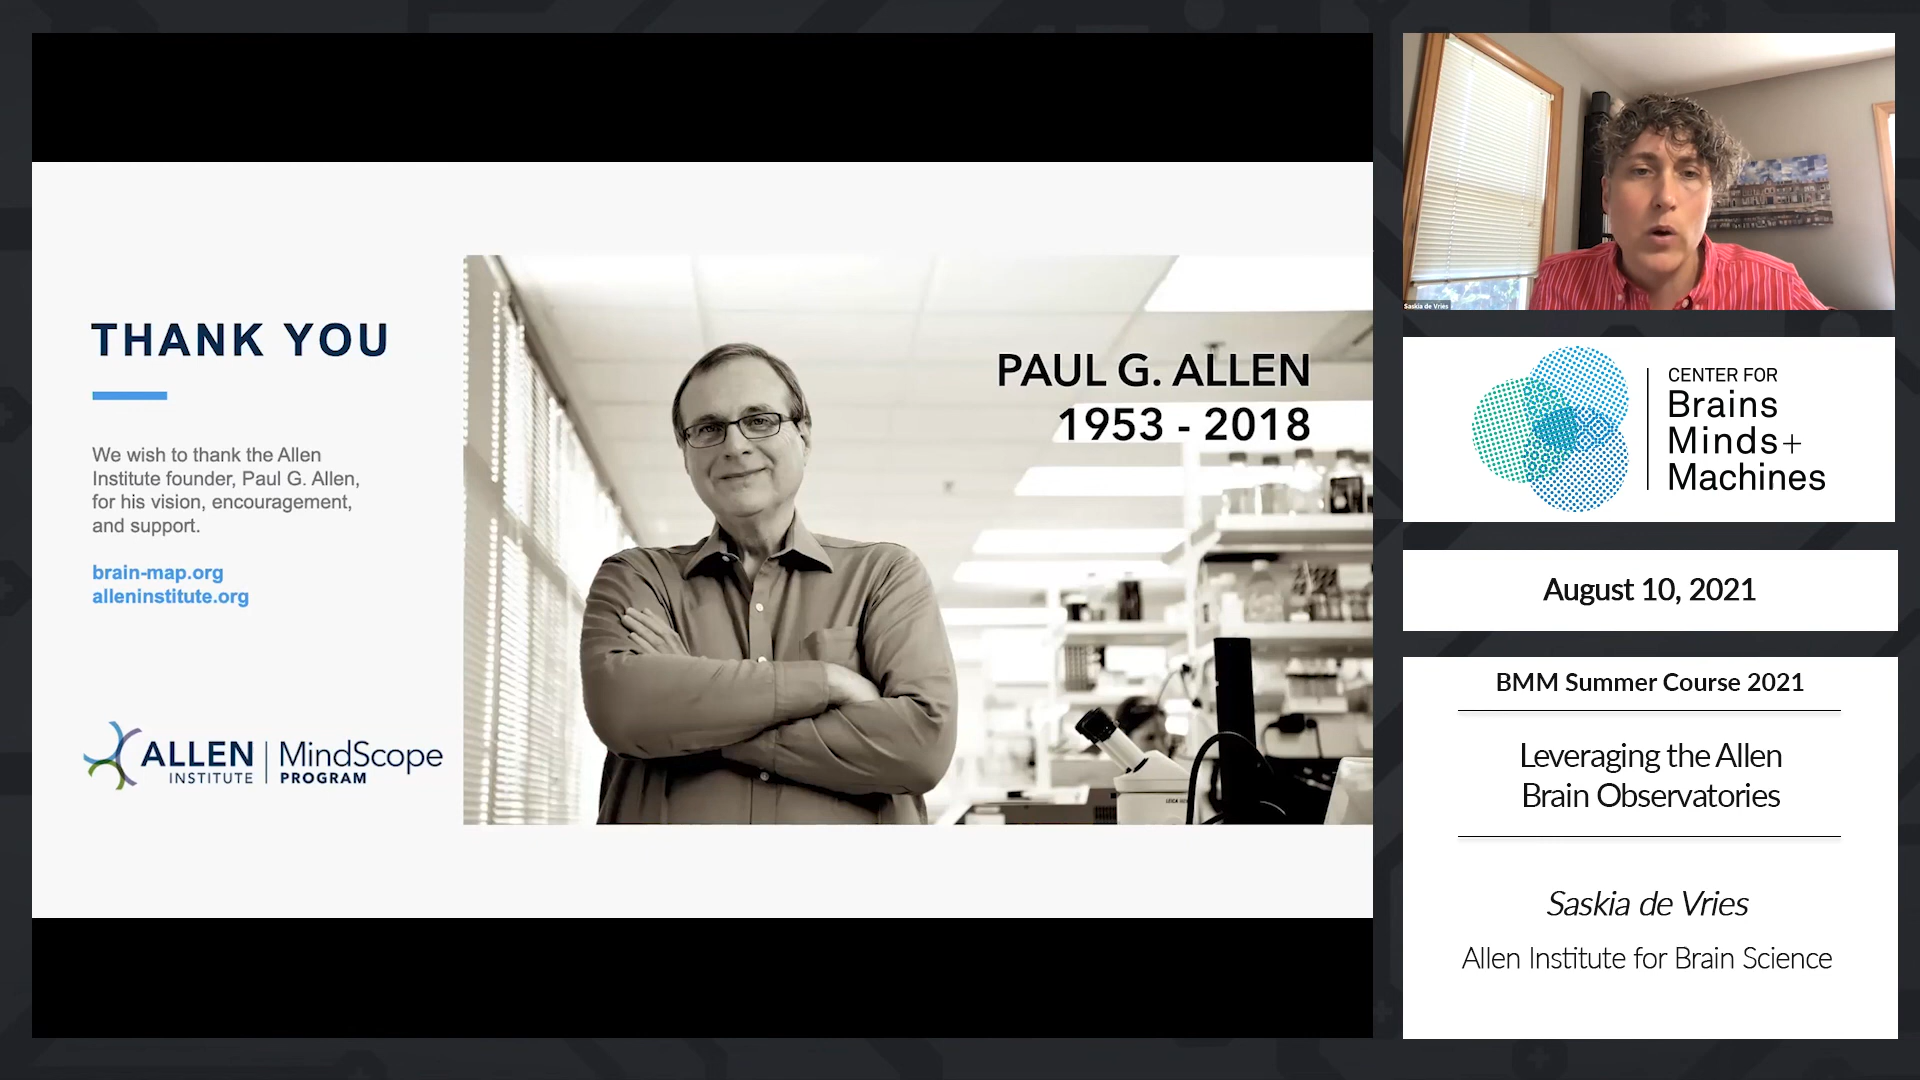 THANK YOU
We wish to thank the Allen
Institute founder, Paul G. Allen,
for his vision, encouragement,
and support.
brain-map.org
alleninstitute.org
ALLEN
INSTITUTE
MindScope
PROGRAM
PAUL G. ALLEN
1953 - 2018
Saskia de Vries
CENTER FOR
Brains
Minds+
Machines
August 10, 2021
BMM Summer Course 2021
Leveraging the Allen
Brain Observatories
Saskia de Vries
Allen Institute for Brain Science